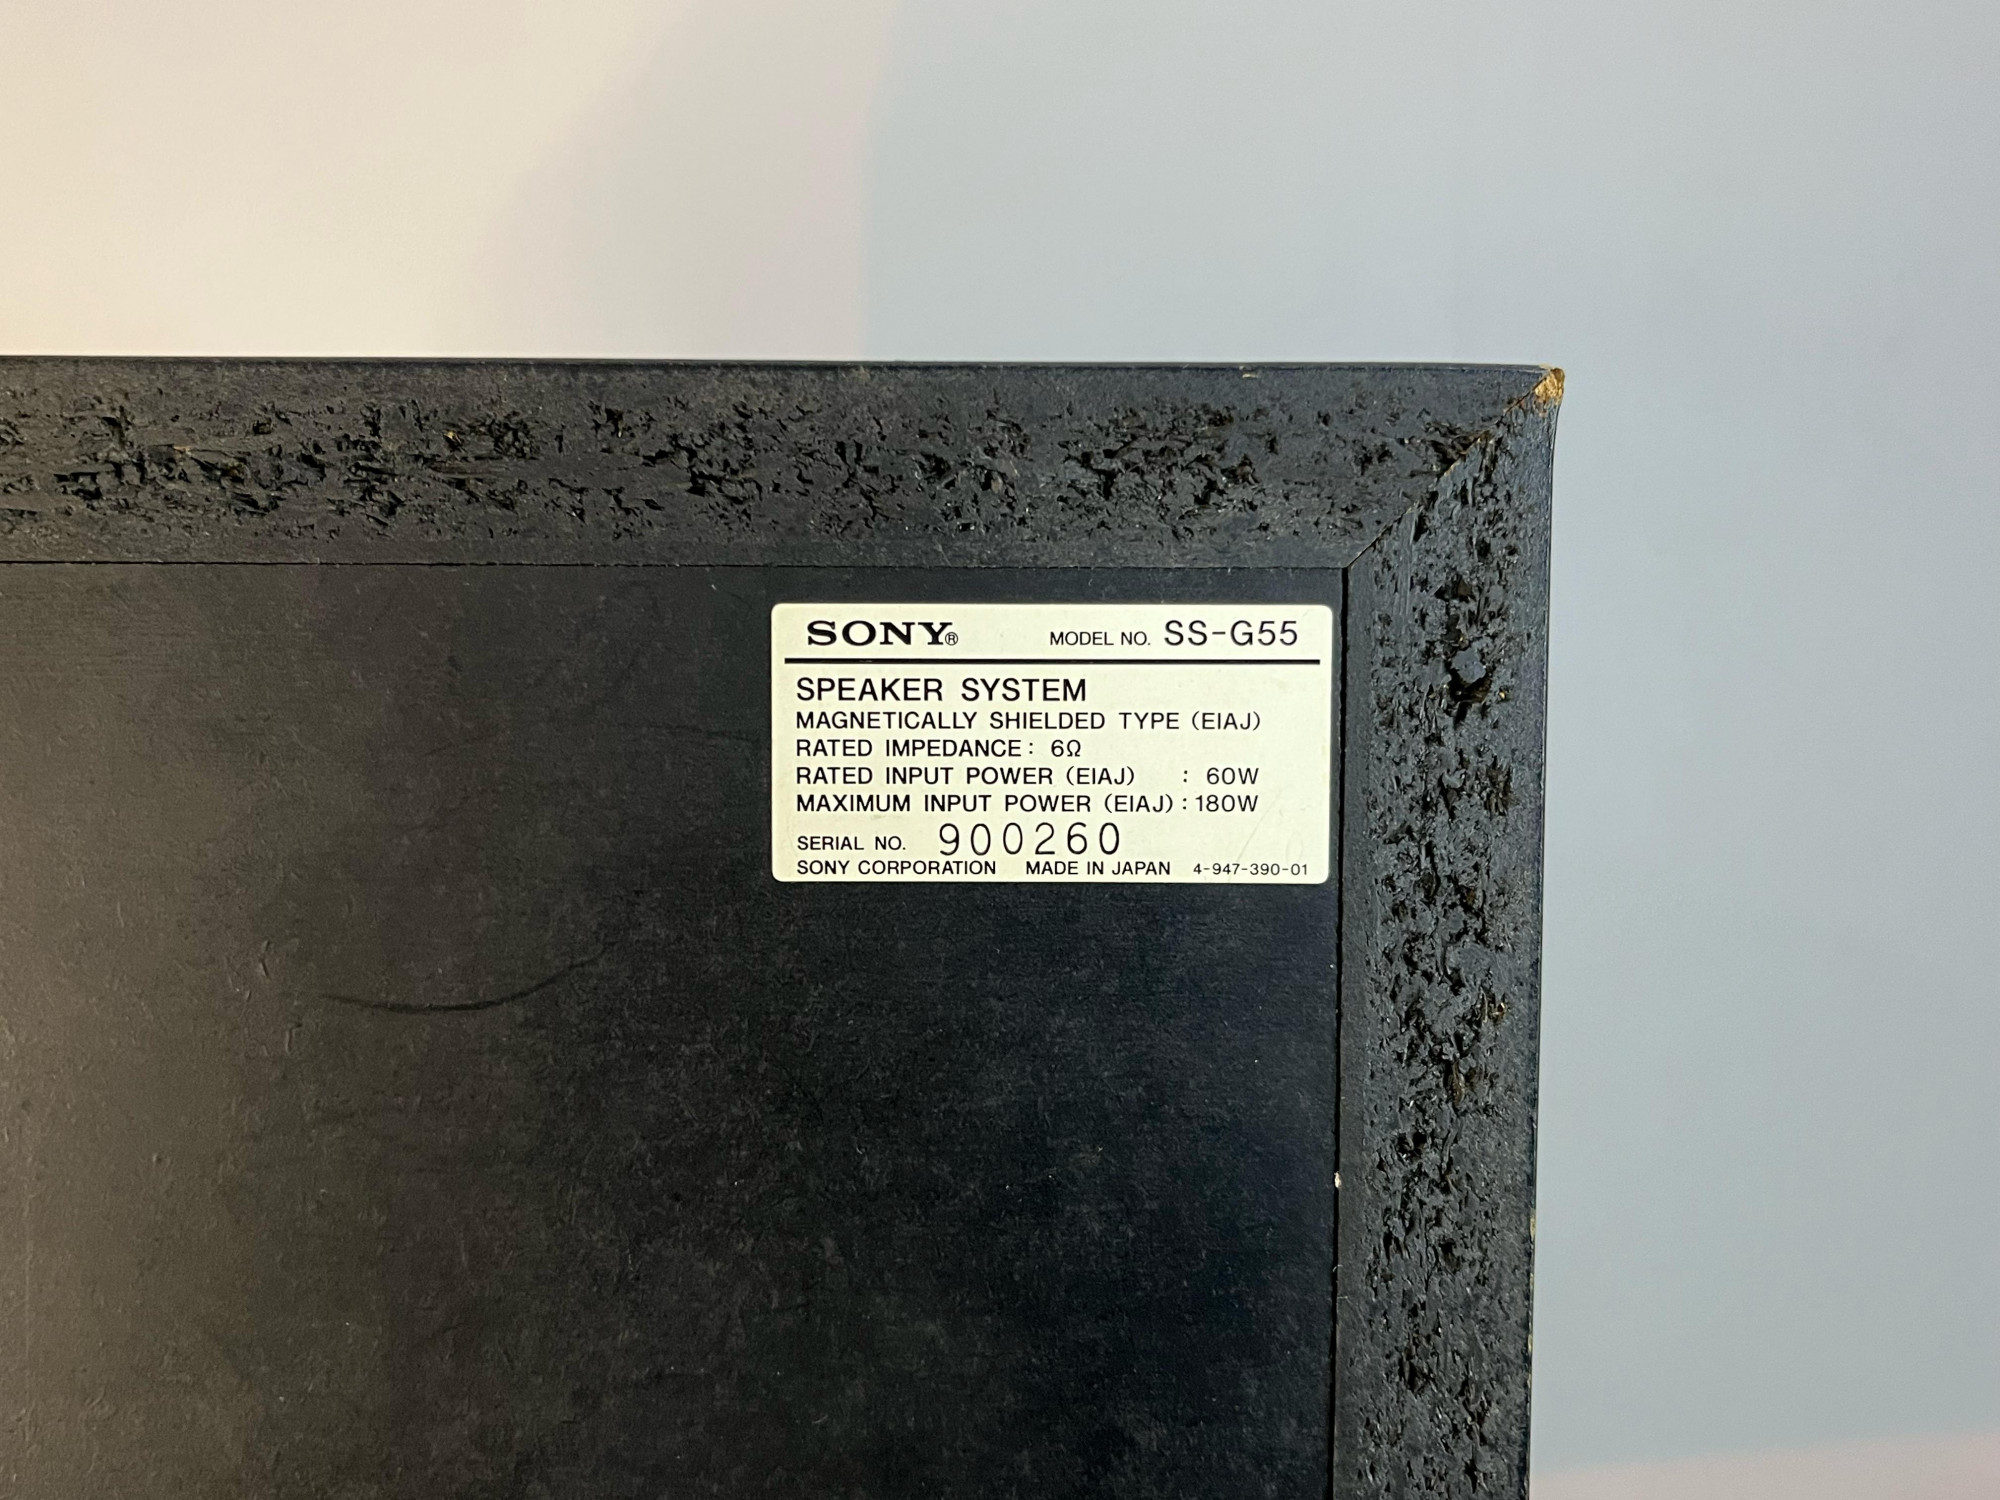 SONY® MODEL NO. SS-G55
SPEAKER SYSTEM
MAGNETICALLY SHIELDED TYPE (EIAJ)
RATED IMPEDANCE: 6Ω
RATED INPUT POWER (EIAJ) : 60W
MAXIMUM INPUT POWER (EIAJ) : 180W
SERIAL NO. 900260
SONY CORPORATION MADE IN JAPAN 4-947-390-01